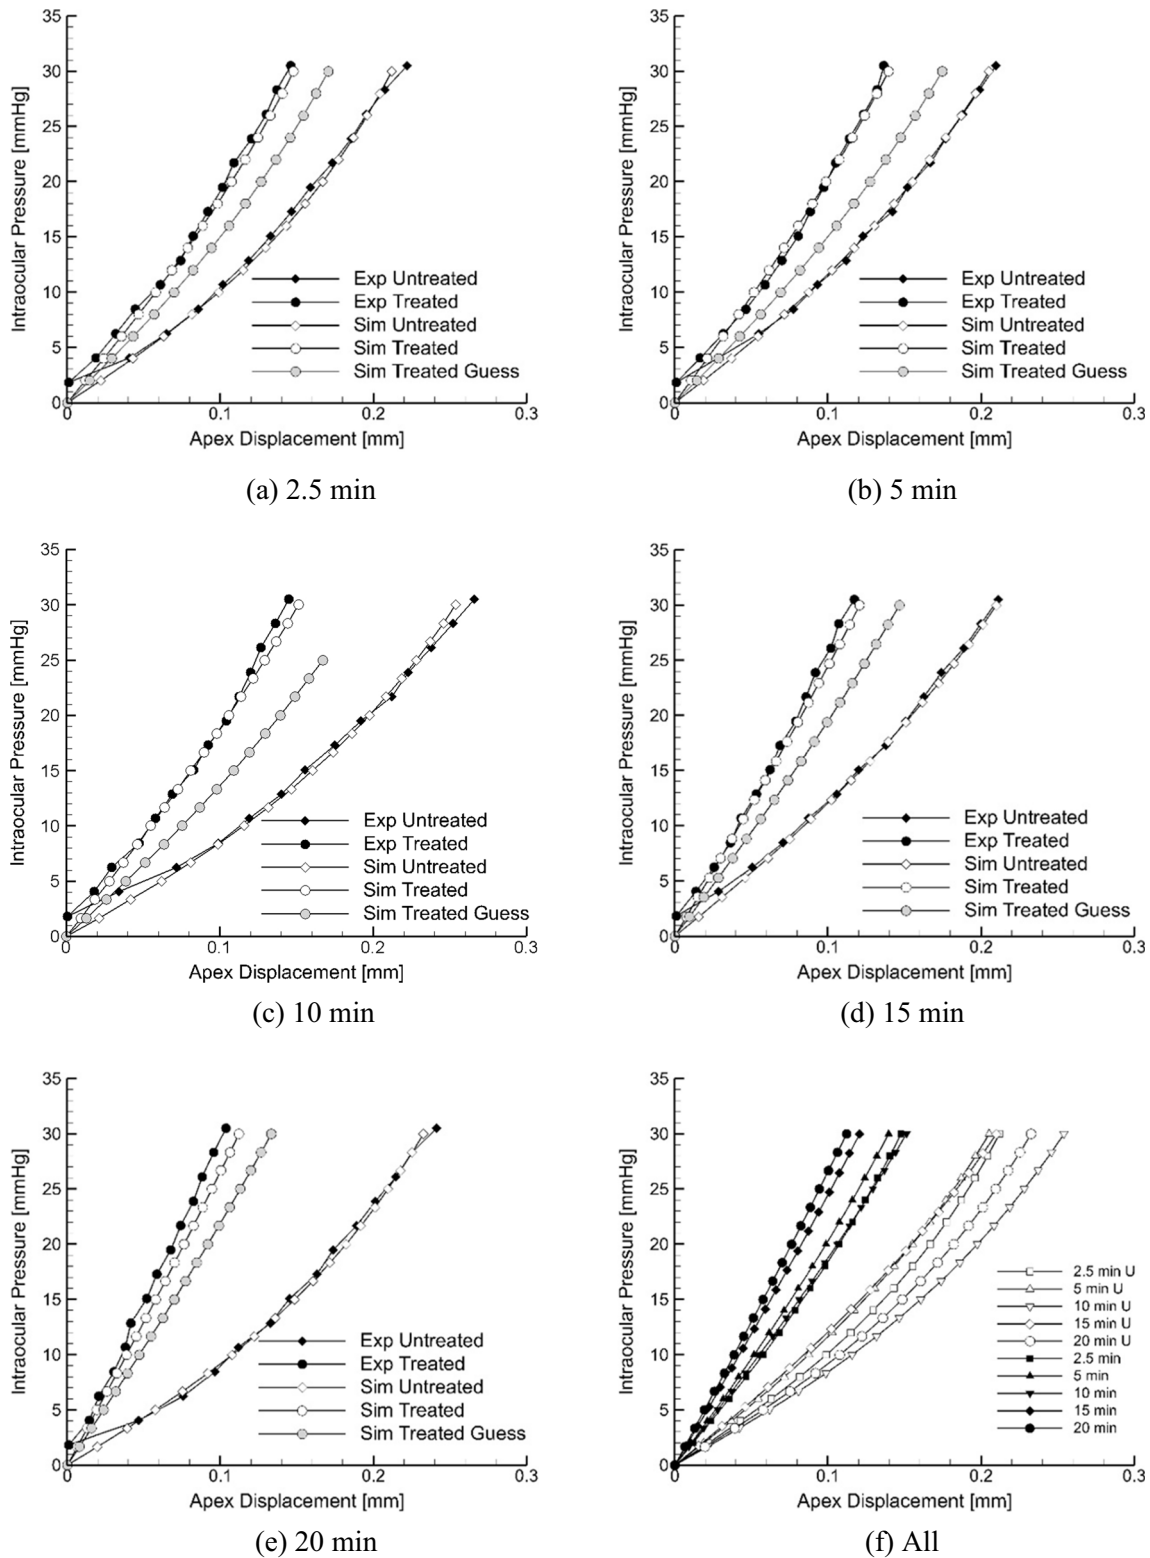 35
30
25
20
15
10
5
0
Intraocular Pressure [mmHg]
Exp Untreated
Exp Treated
Sim Untreated
Sim Treated
Sim Treated Guess
0 0.1 0.2 0.3
Apex Displacement [mm]
(a) 2.5 min
35
30
25
20
15
10
5
0
Intraocular Pressure [mmHg]
Exp Untreated
Exp Treated
Sim Untreated
Sim Treated
Sim Treated Guess
0 0.1 0.2 0.3
Apex Displacement [mm]
(b) 5 min
35
30
25
20
15
10
5
0
Intraocular Pressure [mmHg]
Exp Untreated
Exp Treated
Sim Untreated
Sim Treated
Sim Treated Guess
0 0.1 0.2 0.3
Apex Displacement [mm]
(c) 10 min
35
30
25
20
15
10
5
0
Intraocular Pressure [mmHg]
Exp Untreated
Exp Treated
Sim Untreated
Sim Treated
Sim Treated Guess
0 0.1 0.2 0.3
Apex Displacement [mm]
(d) 15 min
35
30
25
20
15
10
5
0
Intraocular Pressure [mmHg]
Exp Untreated
Exp Treated
Sim Untreated
Sim Treated
Sim Treated Guess
0 0.1 0.2 0.3
Apex Displacement [mm]
(e) 20 min
35
30
25
20
15
10
5
0
Intraocular Pressure [mmHg]
2.5 min U
5 min U
10 min U
15 min U
20 min U
2.5 min
5 min
10 min
15 min
20 min
0 0.1 0.2 0.3
Apex Displacement [mm]
(f) All